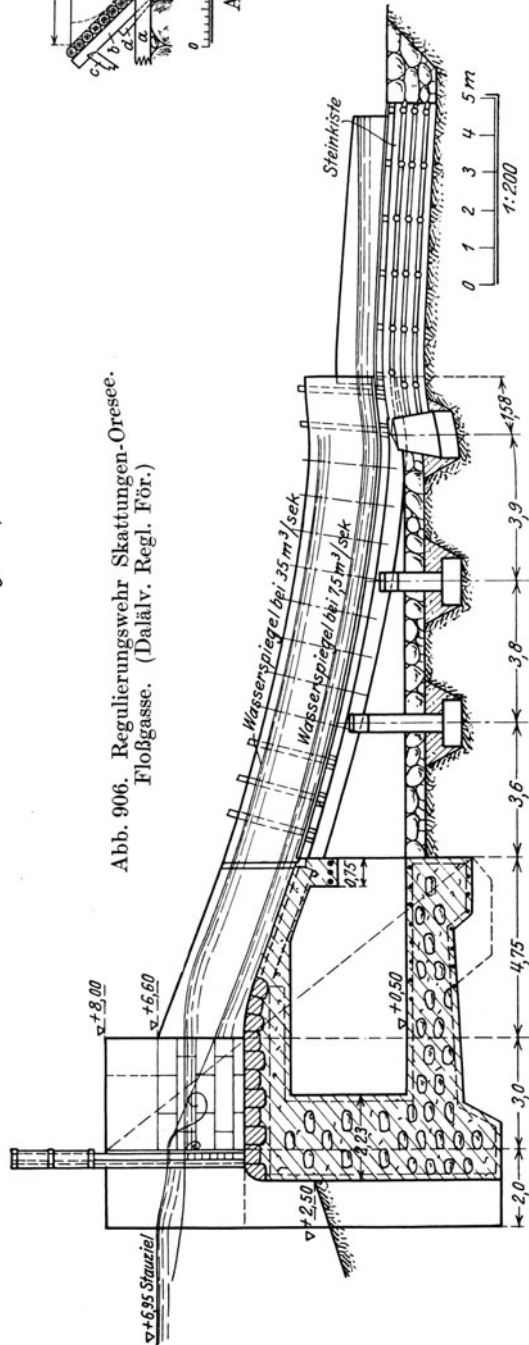 c
b
d
a
0
A
Abb. 906. Regulierungswehr Skattungen-Oresee.
Floßgasse. (Dalälv. Regl. För.)
▽+6,95 Stauziel
▽+8,00
▽+6,60
Wasserspiegel bei 35 m³/sek
Wasserspiegel bei 7,5 m³/sek
Steinkiste
▽+2,50
2,23
▽+0,50
0,75
2,0
3,0
4,75
3,6
3,8
3,9
1,58
0 1 2 3 4 5 m
1:200